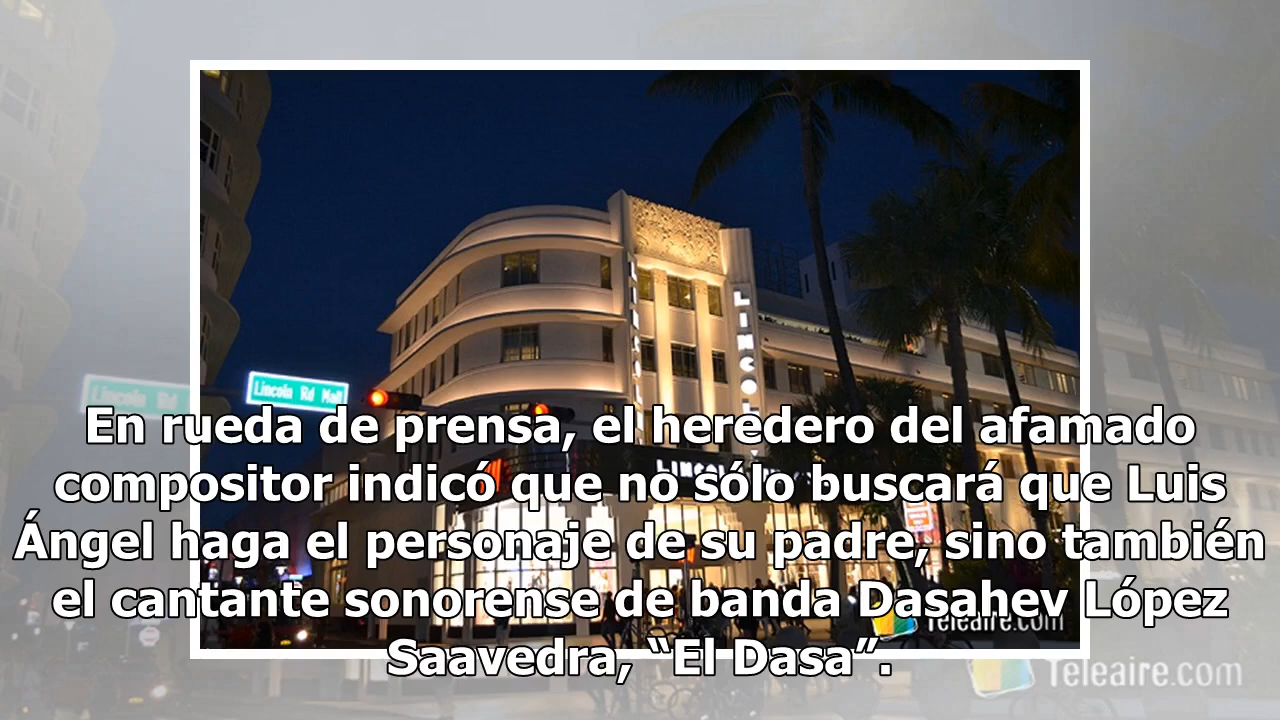 LINCOLN
Lincoln Rd Mall
En rueda de prensa, el heredero del afamado
compositor indicó que no sólo buscará que Luis
Ángel haga el personaje de su padre, sino también
el cantante sonorense de banda Dasahev López
Saavedra, “El Dasa”.
LINCOLN
Teleaire.com
Teleaire.com